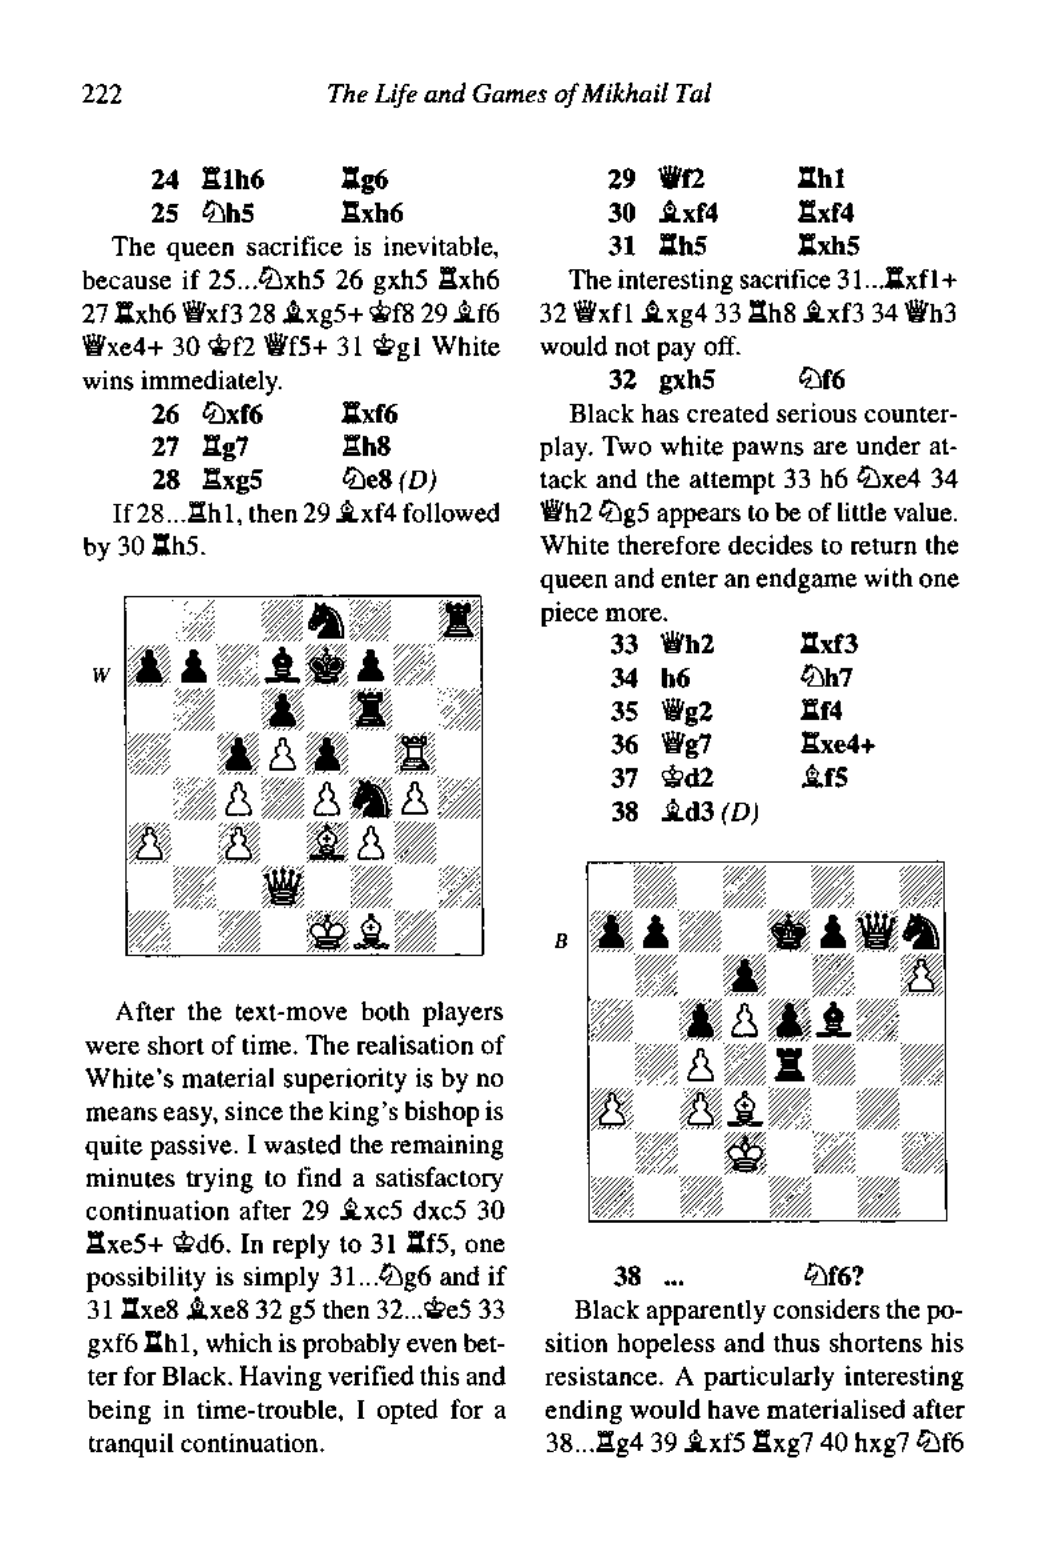 222
The Life and Games of Mikhail Tal
24 ♖1h6 ♖g6
25 ♘h5 ♖xh6
The queen sacrifice is inevitable,
because if 25...♘xh5 26 gxh5 ♖xh6
27 ♖xh6 ♕xf3 28 ♗xg5+ ♔f8 29 ♗f6
♕xe4+ 30 ♔f2 ♕f5+ 31 ♔g1 White
wins immediately.
26 ♘xf6 ♖xf6
27 ♖g7 ♖h8
28 ♖xg5 ♘e8 (D)
If 28...♖h1, then 29 ♗xf4 followed
by 30 ♖h5.
W
After the text-move both players
were short of time. The realisation of
White's material superiority is by no
means easy, since the king's bishop is
quite passive. I wasted the remaining
minutes trying to find a satisfactory
continuation after 29 ♗xc5 dxc5 30
♖xe5+ ♔d6. In reply to 31 ♖f5, one
possibility is simply 31...♘g6 and if
31 ♖xe8 ♗xe8 32 g5 then 32...♔e5 33
gxf6 ♖h1, which is probably even bet-
ter for Black. Having verified this and
being in time-trouble, I opted for a
tranquil continuation.
29 ♕f2 ♖h1
30 ♗xf4 ♖xf4
31 ♖h5 ♖xh5
The interesting sacrifice 31...♖xf1+
32 ♕xf1 ♗xg4 33 ♖h8 ♗xf3 34 ♕h3
would not pay off.
32 gxh5 ♘f6
Black has created serious counter-
play. Two white pawns are under at-
tack and the attempt 33 h6 ♘xe4 34
♕h2 ♘g5 appears to be of little value.
White therefore decides to return the
queen and enter an endgame with one
piece more.
33 ♕h2 ♖xf3
34 h6 ♘h7
35 ♕g2 ♖f4
36 ♕g7 ♖xe4+
37 ♔d2 ♗f5
38 ♗d3 (D)
B
38 ... ♘f6?
Black apparently considers the po-
sition hopeless and thus shortens his
resistance. A particularly interesting
ending would have materialised after
38...♖g4 39 ♗xf5 ♖xg7 40 hxg7 ♘f6